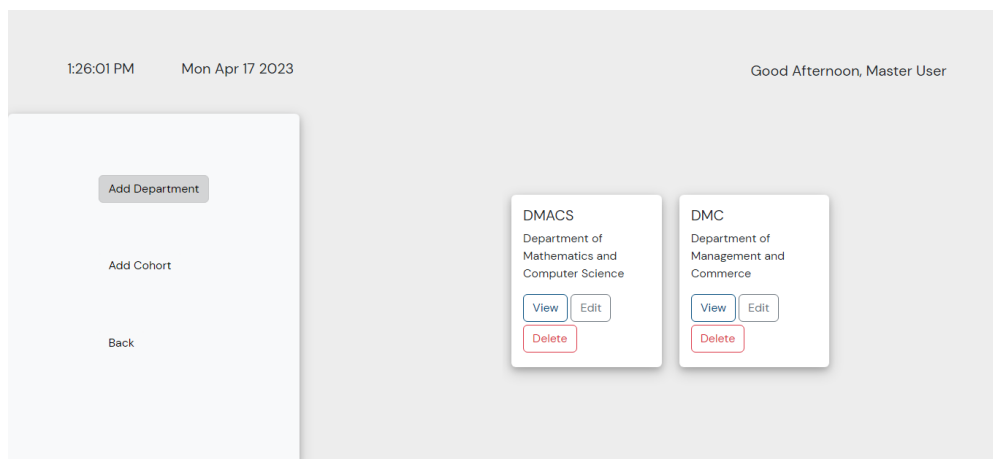 1:26:01 PM Mon Apr 17 2023
Good Afternoon, Master User
Add Department
Add Cohort
Back
DMACS
Department of
Mathematics and
Computer Science
View Edit
Delete
DMC
Department of
Management and
Commerce
View Edit
Delete